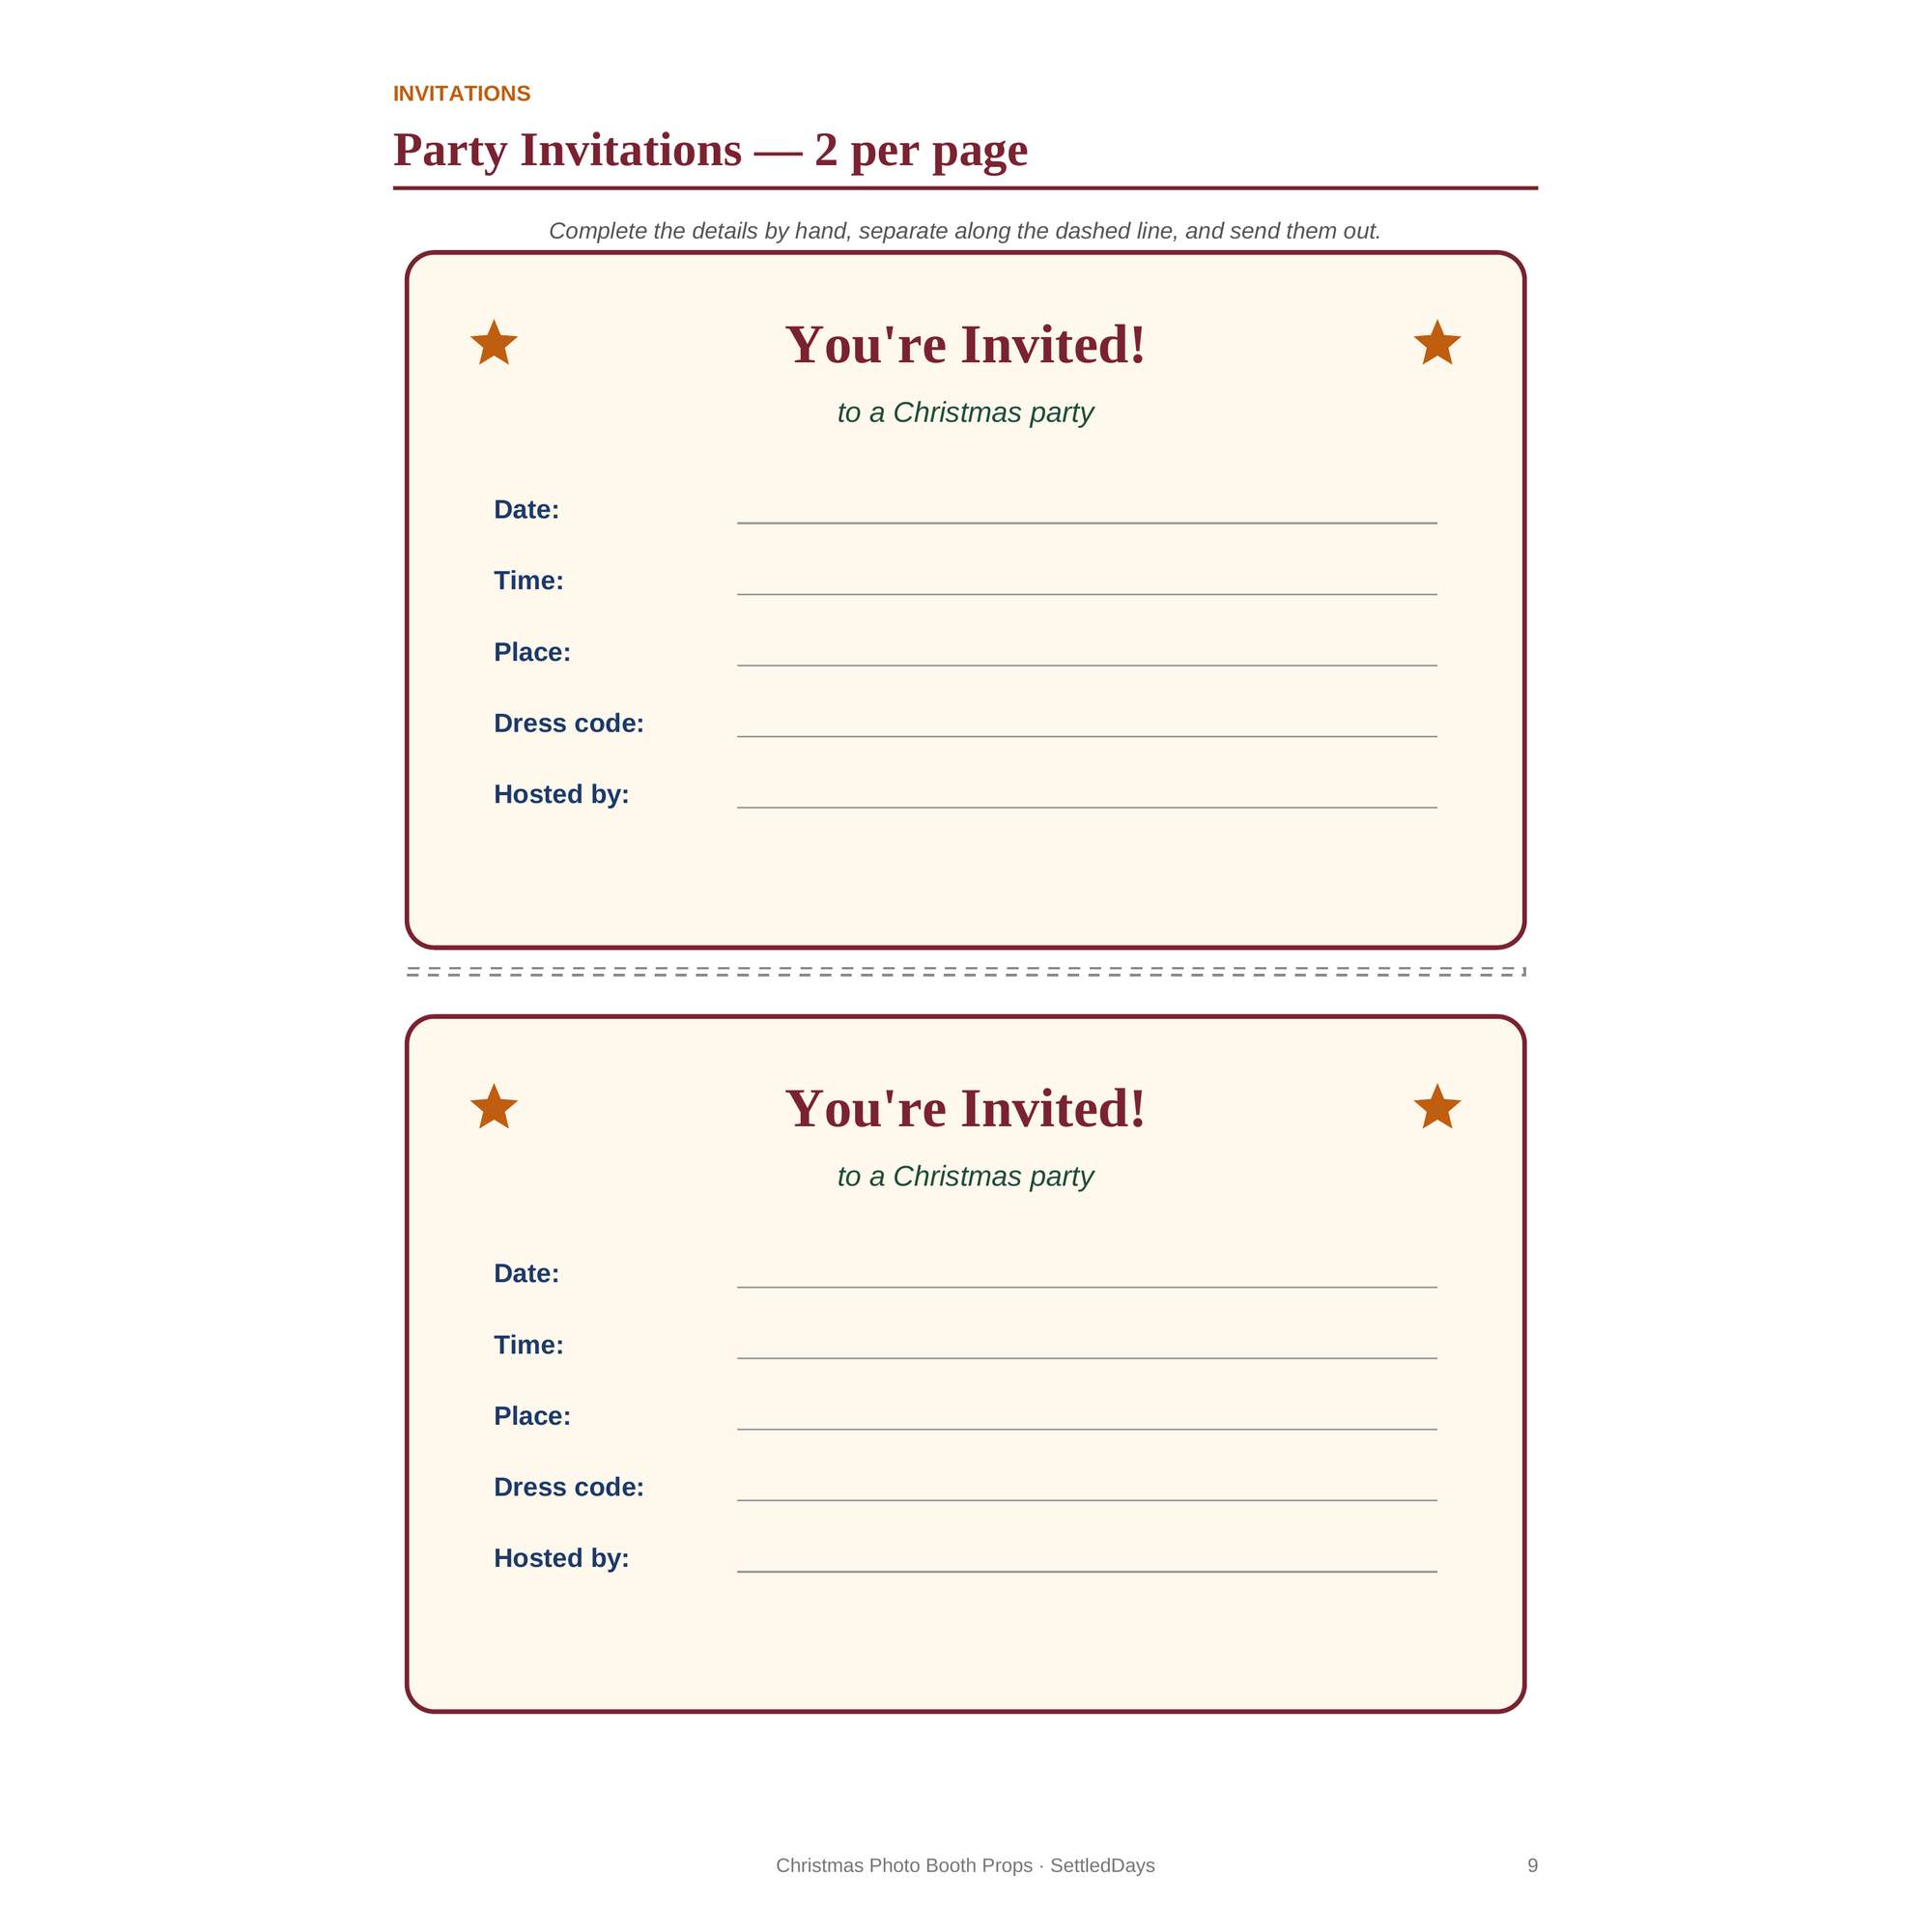 INVITATIONS
Party Invitations — 2 per page
Complete the details by hand, separate along the dashed line, and send them out.
You're Invited!
to a Christmas party
Date:
Time:
Place:
Dress code:
Hosted by:
You're Invited!
to a Christmas party
Date:
Time:
Place:
Dress code:
Hosted by:
Christmas Photo Booth Props · SettledDays 9